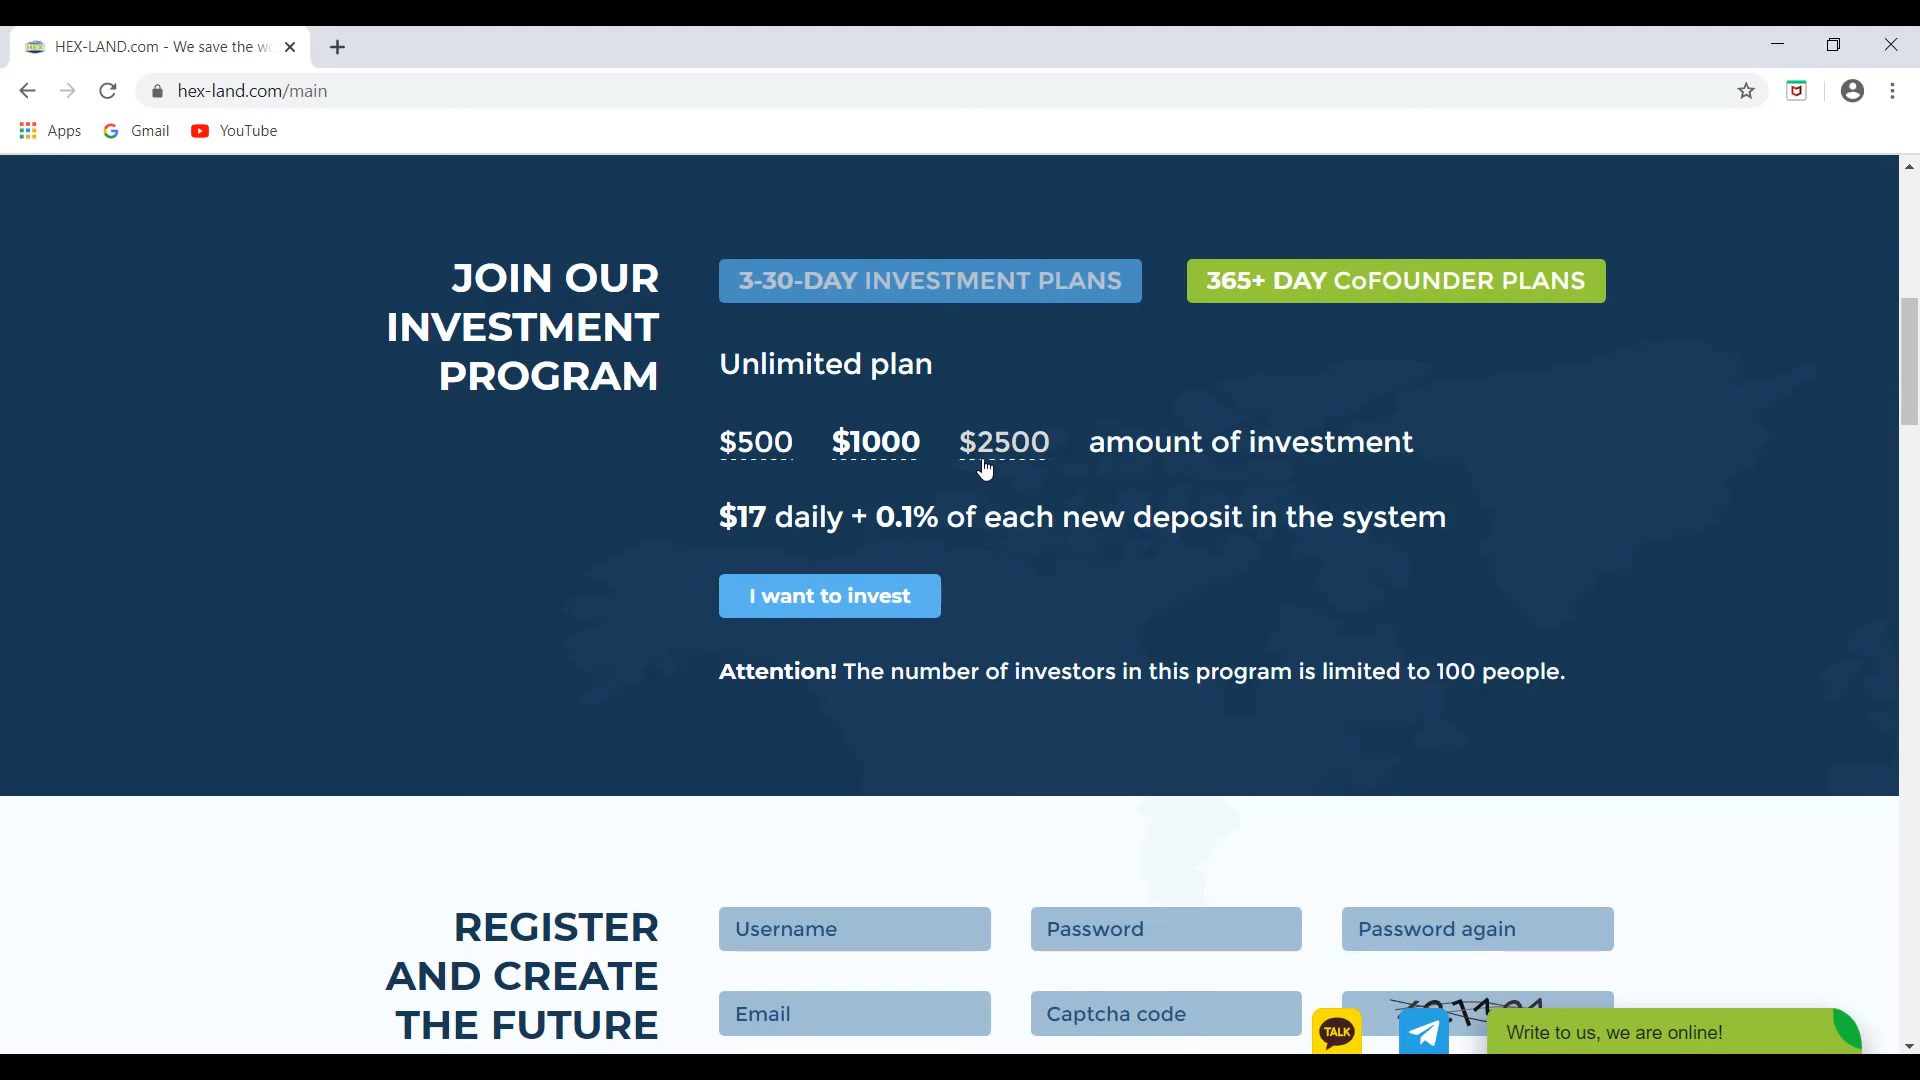 HEX-LAND.com - We save the wo
hex-land.com/main
Apps
Gmail
YouTube
JOIN OUR
INVESTMENT
PROGRAM
3-30-DAY INVESTMENT PLANS
365+ DAY CoFOUNDER PLANS
Unlimited plan
$500 $1000 $2500 amount of investment
$17 daily + 0.1% of each new deposit in the system
I want to invest
Attention! The number of investors in this program is limited to 100 people.
REGISTER
AND CREATE
THE FUTURE
Username
Password
Password again
Email
Captcha code
TALK
Write to us, we are online!